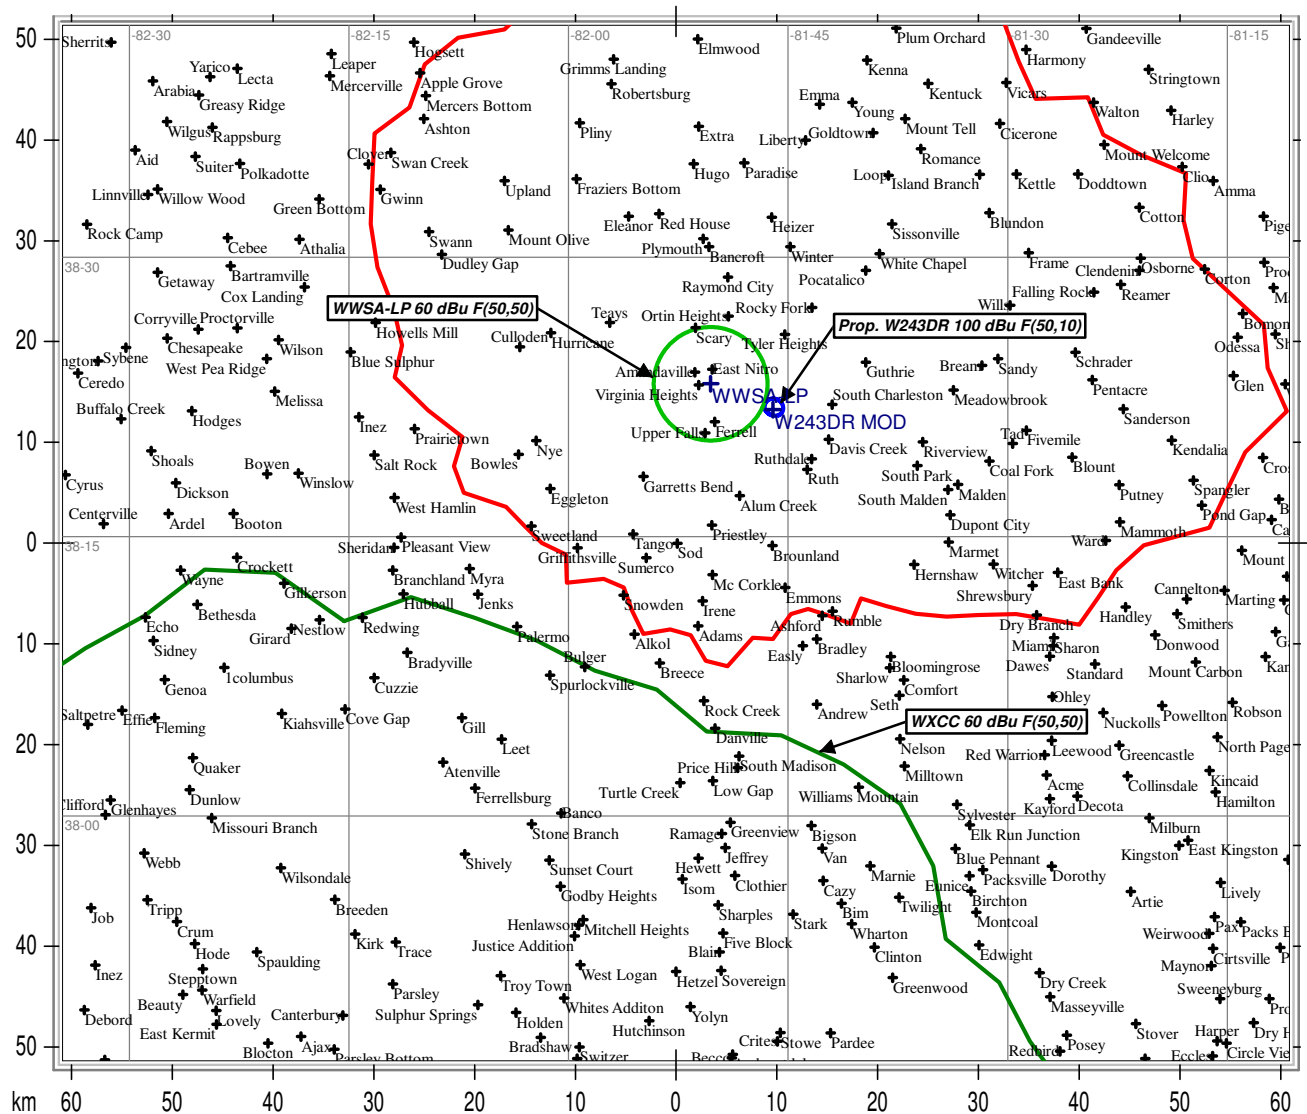 50
-82-30
-82-15
-82-00
-81-45
-81-30
-81-15
Sherrits
Hogsett
Elmwood
Plum Orchard
Gandeeville
Yarico
Lecta
Leaper
Mercerville
Apple Grove
Grimms Landing
Robertsburg
Kenna
Harmony
Stringtown
Arabia
Greasy Ridge
Mercers Bottom
Emma
Young
Kentuck
Vicars
Walton
Harley
Wilgus
Rappsburg
Ashton
Pliny
Extra
Liberty
Goldtown
Mount Tell
Cicerone
40
Aid
Suiter
Polkadotte
Clover
Swan Creek
Hugo
Paradise
Romance
Mount Welcome
Linnville
Willow Wood
Green Bottom
Gwinn
Upland
Fraziers Bottom
Loop
Island Branch
Kettle
Doddtown
Clio
Amma
Rock Camp
Cebee
Athalia
Swann
Mount Olive
Eleanor
Red House
Heizer
Sissonville
Blundon
Cotton
30
38-30
Getaway
Bartramville
Cox Landing
Dudley Gap
Plymouth
Bancroft
Winter
White Chapel
Frame
Clendenin
Osborne
Corton
Raymond City
Pocatalico
Falling Rock
Reamer
WWSA-LP 60 dBu F(50,50)
Corryville
Proctorville
Howells Mill
Culloden
Hurricane
Teays
Ortin Heights
Rocky Fork
Wills
Prop. W243DR 100 dBu F(50,10)
20
Chesapeake
Wilson
Scary
Tyler Heights
Odessa
Sybene
West Pea Ridge
Blue Sulphur
Ceredo
East Nitro
Guthrie
Bream
Sandy
Schrader
Glen
Melissa
Virginia Heights
WWSA-LP
South Charleston
Meadowbrook
Pentacre
Buffalo Creek
Hodges
Inez
Prairietown
Upper Fall
Ferrell
W243DR MOD
Sanderson
10
Shoals
Bowen
Winslow
Salt Rock
Bowles
Nye
Ruthdale
Ruth
Davis Creek
Riverview
Tad
Fivemile
Coal Fork
Blount
Kendalia
Cyrus
Dickson
West Hamlin
Eggleton
Garretts Bend
Alum Creek
South Park
South Malden
Malden
Putney
Spangler
Centerville
Ardel
Booton
Sweetland
Priestley
Dupont City
Mammoth
Pond Gap
0
38-15
Sheridan
Pleasant View
Griffithsville
Tango
Sod
Brounland
Marmet
Ward
Mount
Wayne
Crockett
Gilkerson
Branchland
Myra
Sumerco
Mc Corkle
Emmons
Hernshaw
Witcher
Shrewsbury
East Bank
Cannelton
Marting
Bethesda
Hubball
Jenks
Snowden
Irene
Rumble
Handley
Smithers
Echo
Girard
Nestlow
Redwing
Palermo
Alkol
Adams
Ashford
Dry Branch
10
Sidney
Bradyville
Bulger
Breece
Easly
Bradley
Miami
Sharon
Dawes
Donwood
Genoa
1columbus
Cuzzie
Spurlockville
Sharlow
Bloomingrose
Comfort
Standard
Mount Carbon
Saltpetre
Effie
Fleming
Kiahsville
Cove Gap
Gill
Rock Creek
Andrew
Seth
Ohley
Nuckolls
Powellton
Robson
WXCC 60 dBu F(50,50)
20
Quaker
Leet
Danville
Nelson
Red Warrior
Leewood
Greencastle
North Page
Atenville
Price Hill
South Madison
Milltown
Acme
Collinsdale
Kincaid
Clifford
Glenhayes
Dunlow
Ferrellsburg
Turtle Creek
Low Gap
Williams Mountain
Kayford
Decota
Hamilton
38-00
Missouri Branch
Banco
Stone Branch
Ramage
Greenview
Bigson
Sylvester
Elk Run Junction
Milburn
30
Webb
Wilsondale
Shively
Sunset Court
Hewett
Jeffrey
Van
Blue Pennant
Kingston
East Kingston
Godby Heights
Isom
Clothier
Marnie
Packsville
Dorothy
Job
Tripp
Breeden
Sharples
Cazy
Bim
Twilight
Eunice
Birchton
Artie
Lively
Crum
Henlawson
Mitchell Heights
Stark
Wharton
Montcoal
Pax
40
Hode
Spaulding
Kirk
Trace
Justice Addition
Five Block
Blair
Clinton
Edwight
Weirwood
Cirtsville
Inez
Stepptown
Troy Town
West Logan
Hetzel
Sovereign
Greenwood
Dry Creek
Maynor
Debord
Beauty
Warfield
Parsley
Sulphur Springs
Whites Additon
Yolyn
Masseyville
Sweeneyburg
East Kermit
Lovely
Canterbury
Holden
Hutchinson
Stowe
Pardee
Stover
Harper
50
Blocton
Ajax
Parsley Bottom
Bradshaw
Switzer
Crites
Redbird
Posey
Eccles
Circle Vie
km 60 50 40 30 20 10 0 10 20 30 40 50 60